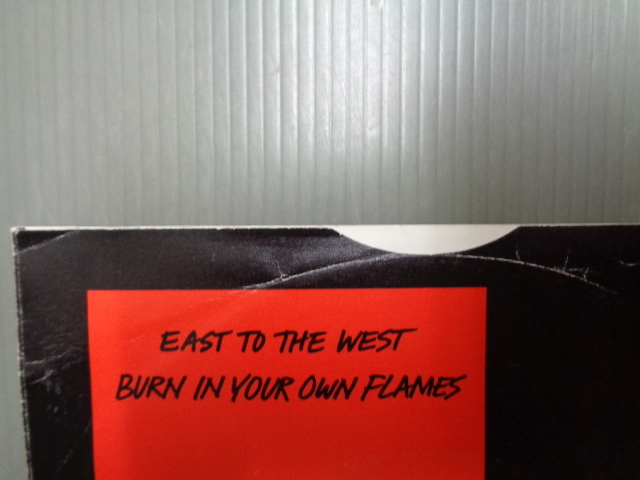 EAST TO THE WEST
BURN IN YOUR OWN FLAMES